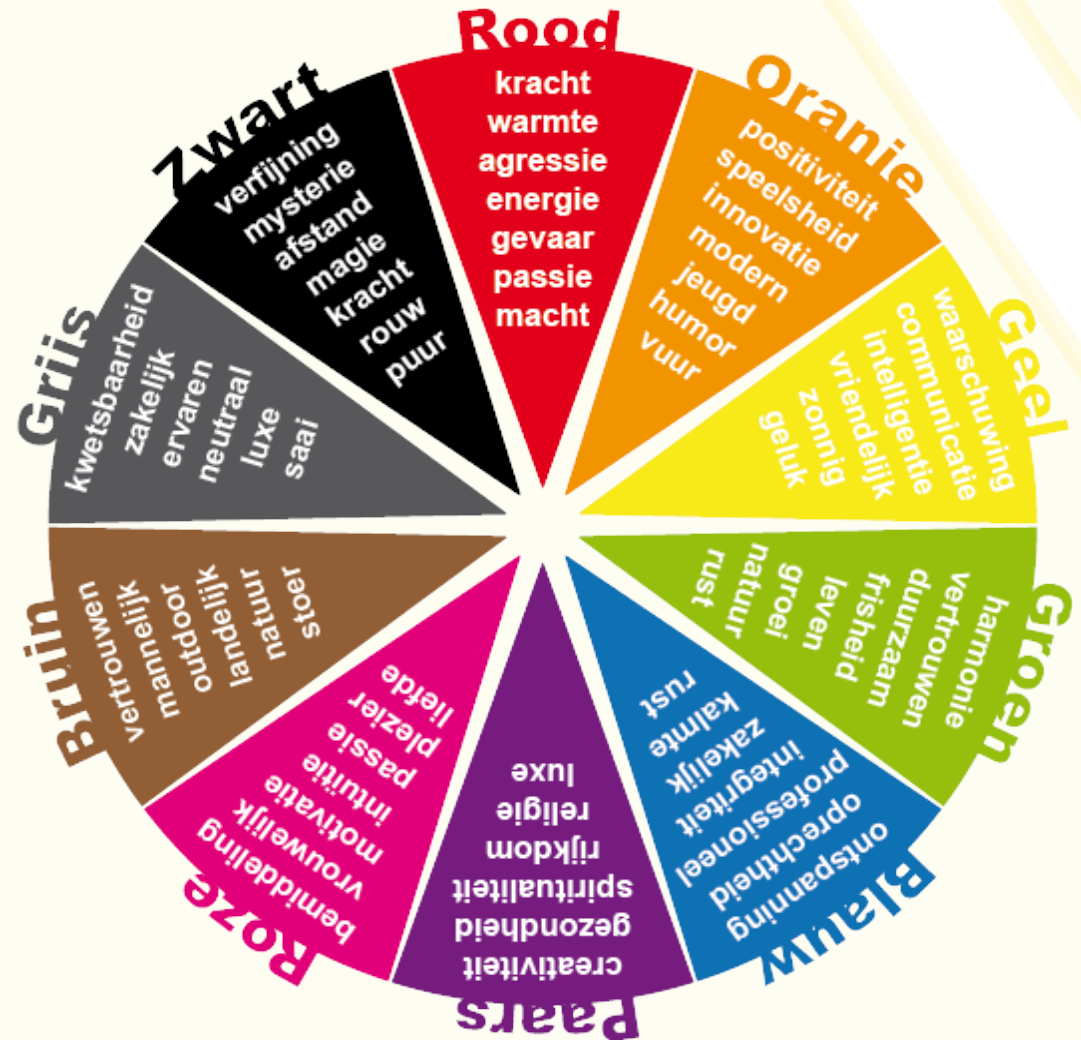 Rood
kracht
warmte
agressie
energie
gevaar
passie
macht
Oranje
positiviteit
speelsheid
innovatie
modern
jeugd
humor
vuur
Geel
waarschuwing
communicatie
intelligentie
vriendelijk
zonnig
geluk
Groen
harmonie
vertrouwen
duurzaam
frisheid
leven
groei
natuur
rust
Blauw
rust
kalmte
zakelijk
integriteit
professioneel
oprechtheid
ontspanning
Paars
creativiteit
gezondheid
spiritualiteit
rijkdom
religie
luxe
Roze
bemiddeling
vrouwelijk
motivatie
intuïtie
passie
plezier
liefde
Bruin
vertrouwen
mannelijk
outdoor
landelijk
natuur
stoer
Grijs
kwetsbaarheid
zakelijk
ervaren
neutraal
luxe
saai
Zwart
verfijning
mysterie
afstand
magie
kracht
rouw
puur